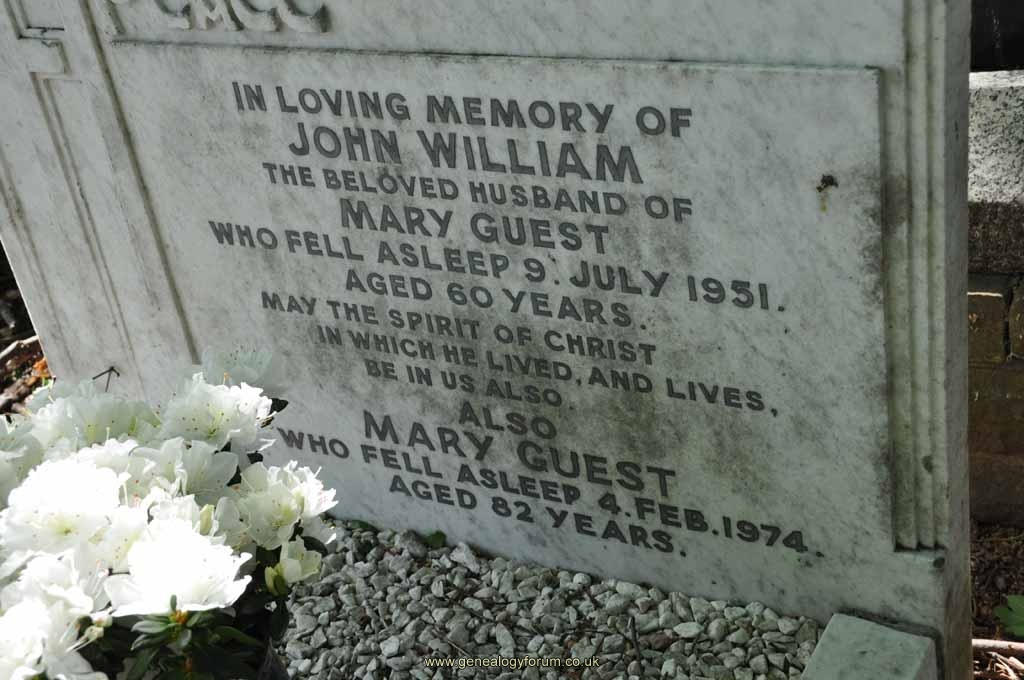 PEACE
IN LOVING MEMORY OF
JOHN WILLIAM
THE BELOVED HUSBAND OF
MARY GUEST
WHO FELL ASLEEP 9. JULY 1951.
AGED 60 YEARS.
MAY THE SPIRIT OF CHRIST
IN WHICH HE LIVED, AND LIVES,
BE IN US ALSO.
ALSO
MARY GUEST
WHO FELL ASLEEP 4. FEB. 1974.
AGED 82 YEARS.
www.genealogyforum.co.uk